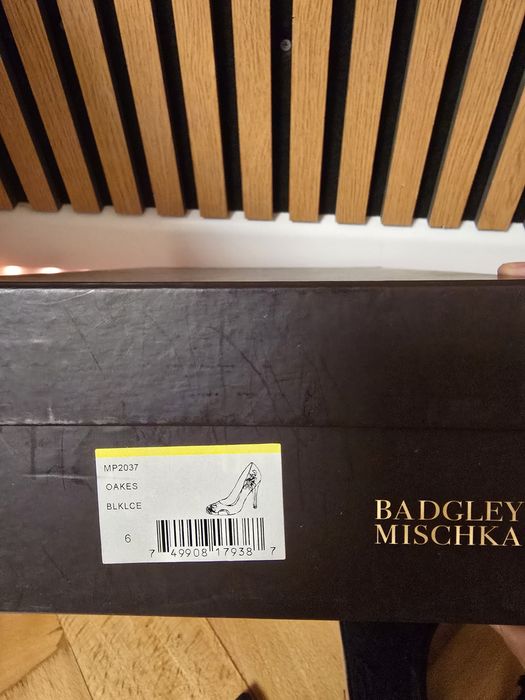 MP2037
OAKES
BLKLCE
6
7 49908 17938 7
BADGLEY
MISCHKA